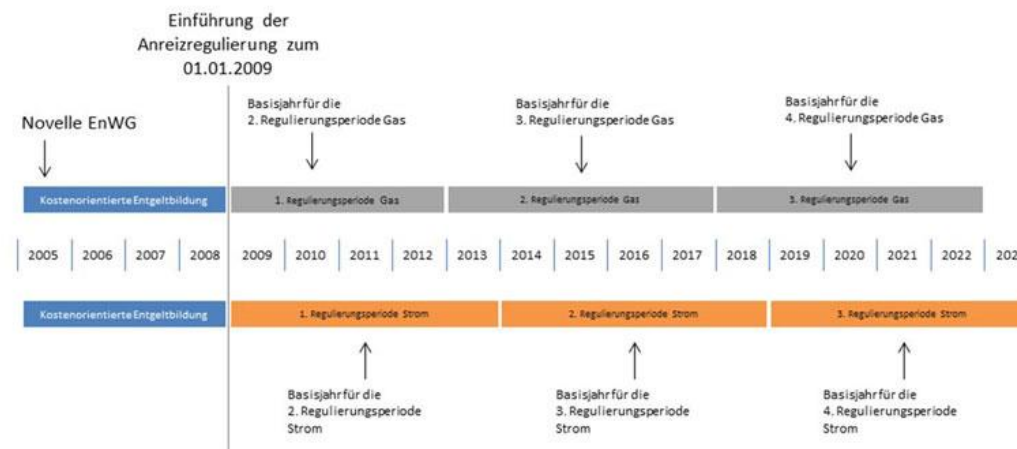 Einführung der
Anreizregulierung zum
01.01.2009
Novelle EnWG
Basisjahr für die
2. Regulierungsperiode Gas
Basisjahr für die
3. Regulierungsperiode Gas
Basisjahr für die
4. Regulierungsperiode Gas
Kostenorientierte Entgeltbildung
1. Regulierungsperiode Gas
2. Regulierungsperiode Gas
3. Regulierungsperiode Gas
2005 2006 2007 2008 2009 2010 2011 2012 2013 2014 2015 2016 2017 2018 2019 2020 2021 2022 202
Kostenorientierte Entgeltbildung
1. Regulierungsperiode Strom
2. Regulierungsperiode Strom
3. Regulierungsperiode Strom
Basisjahr für die
2. Regulierungsperiode
Strom
Basisjahr für die
3. Regulierungsperiode
Strom
Basisjahr für die
4. Regulierungsperiode
Strom